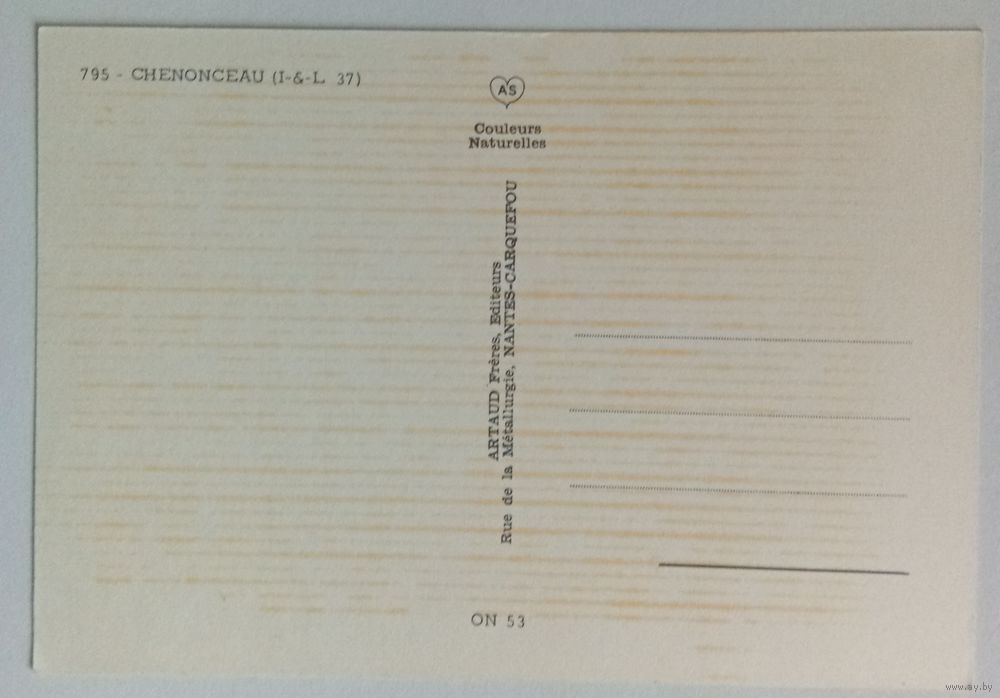 795 - CHENONCEAU (I-&-L. 37)
AS
Couleurs
Naturelles
ARTAUD Frères, Editeurs
Rue de la Métallurgie, NANTES-CARQUEFOU
ON 53
www.ay.by